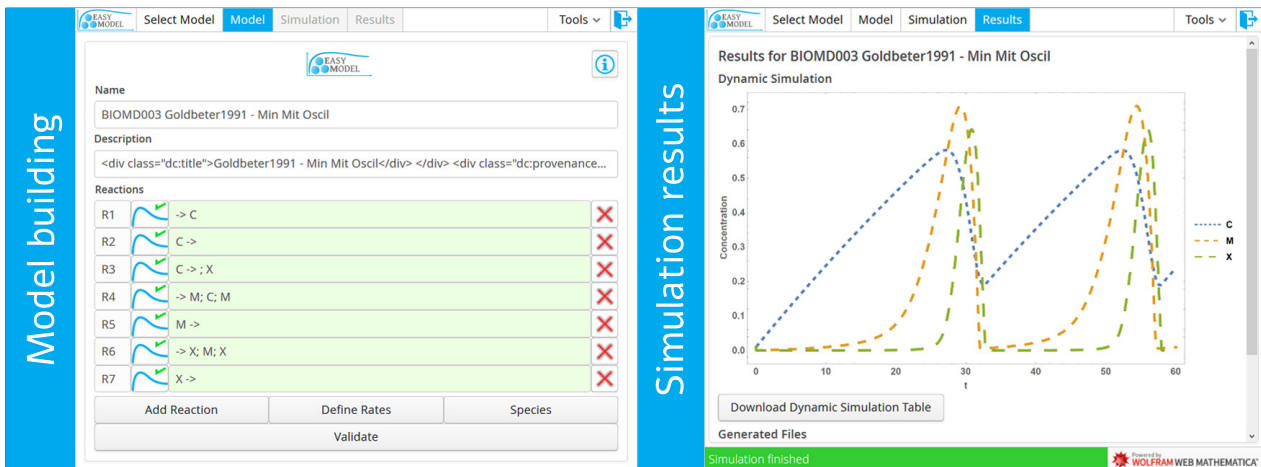 Model building
EASY
MODEL
Select Model
Model
Simulation
Results
Tools
EASY
MODEL
Name
BIOMD003 Goldbeter1991 - Min Mit Oscil
Description
<div class="dc:title">Goldbeter1991 - Min Mit Oscil</div> </div> <div class="dc:provenance...
Reactions
R1 -> C
R2 C ->
R3 C -> ; X
R4 -> M; C; M
R5 M ->
R6 -> X; M; X
R7 X ->
Add Reaction
Define Rates
Species
Validate
Simulation results
EASY
MODEL
Select Model
Model
Simulation
Results
Tools
Results for BIOMD003 Goldbeter1991 - Min Mit Oscil
Dynamic Simulation
0.7
0.6
0.5
0.4
0.3
0.2
0.1
0.0
Concentration
0 10 20 30 40 50 60
t
C
M
X
Download Dynamic Simulation Table
Generated Files
Simulation finished
Powered by
WOLFRAM WEB MATHEMATICA